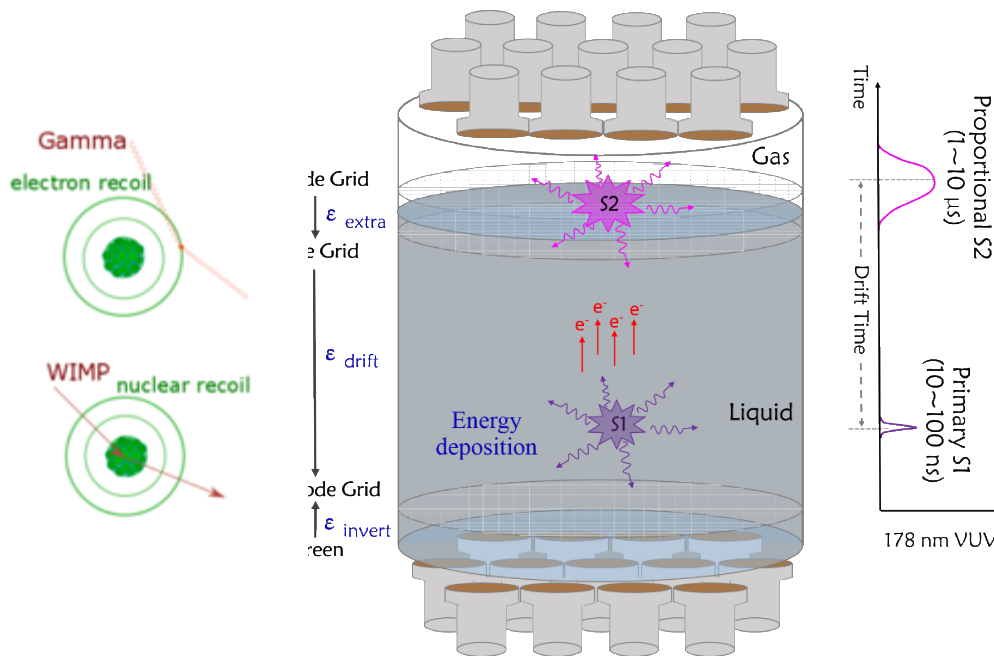 Gamma
electron recoil
WIMP
nuclear recoil
de Grid
ε extra
e Grid
ε drift
ode Grid
ε invert
reen
Gas
S2
e⁻ e⁻ e⁻ e⁻
Energy
deposition
S1
Liquid
Time
Proportional S2
(1~10 μs)
Drift Time
Primary S1
(10~100 ns)
178 nm VUV